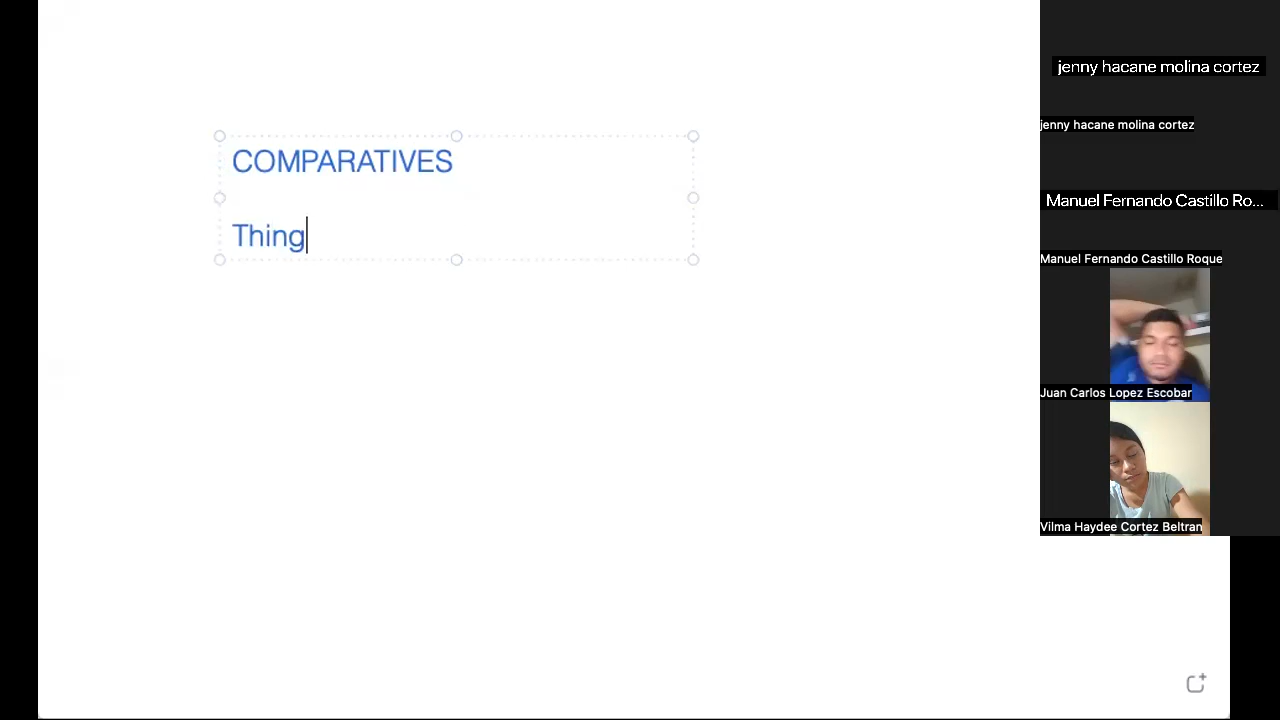 COMPARATIVES
Thing
jenny hacane molina cortez
jenny hacane molina cortez
Manuel Fernando Castillo Ro...
Manuel Fernando Castillo Roque
Juan Carlos Lopez Escobar
Vilma Haydee Cortez Beltran